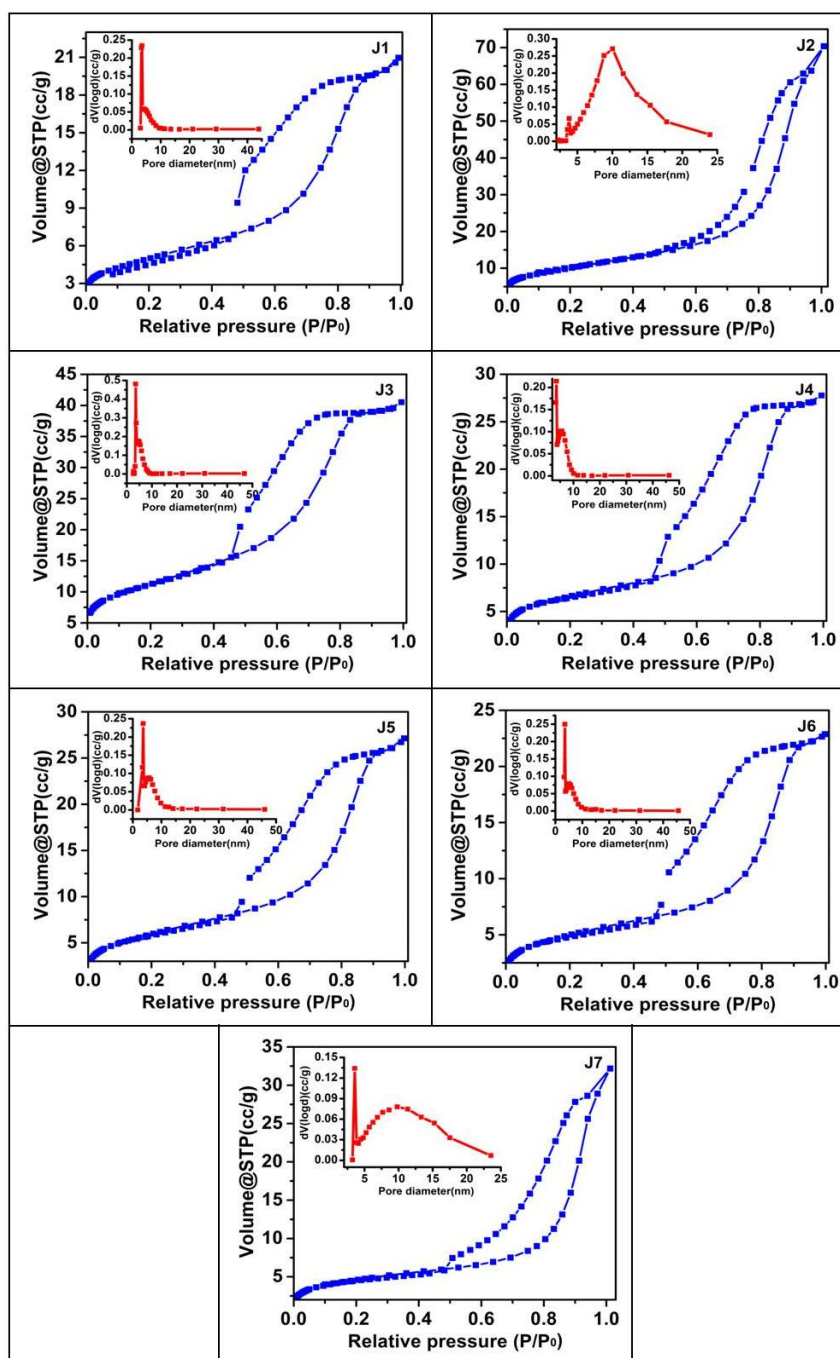 J1
Volume@STP(cc/g)
21
18
15
12
9
6
3
0.0 0.2 0.4 0.6 0.8 1.0
Relative pressure (P/P0)
dV(logd)(cc/g)
0.25
0.20
0.15
0.10
0.05
0.00
0 10 20 30 40
Pore diameter(nm)
J2
Volume@STP(cc/g)
70
60
50
40
30
20
10
0.0 0.2 0.4 0.6 0.8 1.0
Relative pressure (P/P0)
dV(logd)(cc/g)
0.30
0.25
0.20
0.15
0.10
0.05
0.00
5 10 15 20 25
Pore diameter(nm)
J3
Volume@STP(cc/g)
45
40
35
30
25
20
15
10
5
0.0 0.2 0.4 0.6 0.8 1.0
Relative pressure (P/P0)
dV(logd)(cc/g)
0.5
0.4
0.3
0.2
0.1
0.0
0 10 20 30 40 50
Pore diameter(nm)
J4
Volume@STP(cc/g)
30
25
20
15
10
5
0.0 0.2 0.4 0.6 0.8 1.0
Relative pressure (P/P0)
dV(logd)(cc/g)
0.20
0.15
0.10
0.05
0.00
10 20 30 40 50
Pore diameter(nm)
J5
Volume@STP(cc/g)
30
25
20
15
10
5
0.0 0.2 0.4 0.6 0.8 1.0
Relative pressure (P/P0)
dV(logd)(cc/g)
0.25
0.20
0.15
0.10
0.05
0.00
0 10 20 30 40 50
Pore diameter(nm)
J6
Volume@STP(cc/g)
25
20
15
10
5
0.0 0.2 0.4 0.6 0.8 1.0
Relative pressure (P/P0)
dV(logd)(cc/g)
0.25
0.20
0.15
0.10
0.05
0.00
0 10 20 30 40 50
Pore diameter(nm)
J7
Volume@STP(cc/g)
35
30
25
20
15
10
5
0.0 0.2 0.4 0.6 0.8 1.0
Relative pressure (P/P0)
dV(logd)(cc/g)
0.15
0.12
0.09
0.06
0.03
0.00
5 10 15 20 25
Pore diameter(nm)